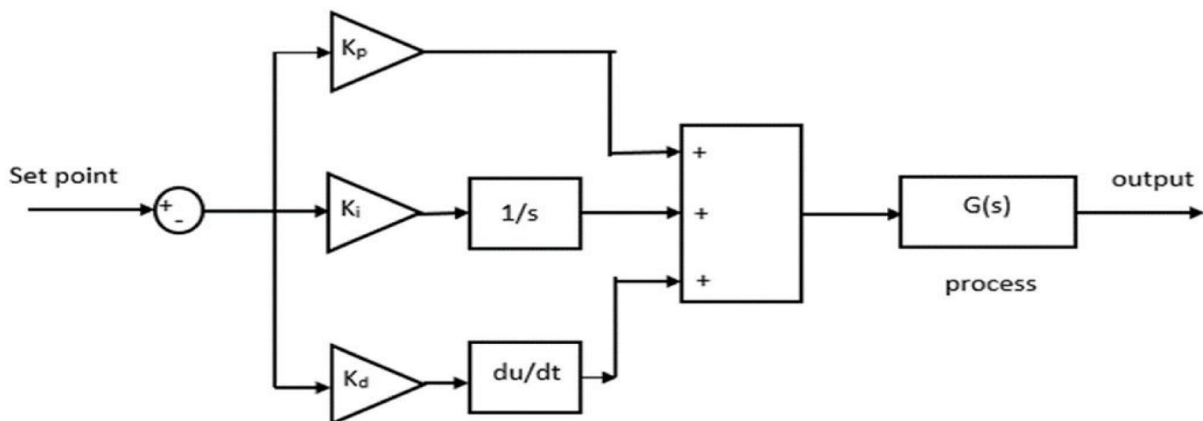 Kp
+
Set point
+
-
Ki
1/s
+
G(s)
output
+
process
Kd
du/dt